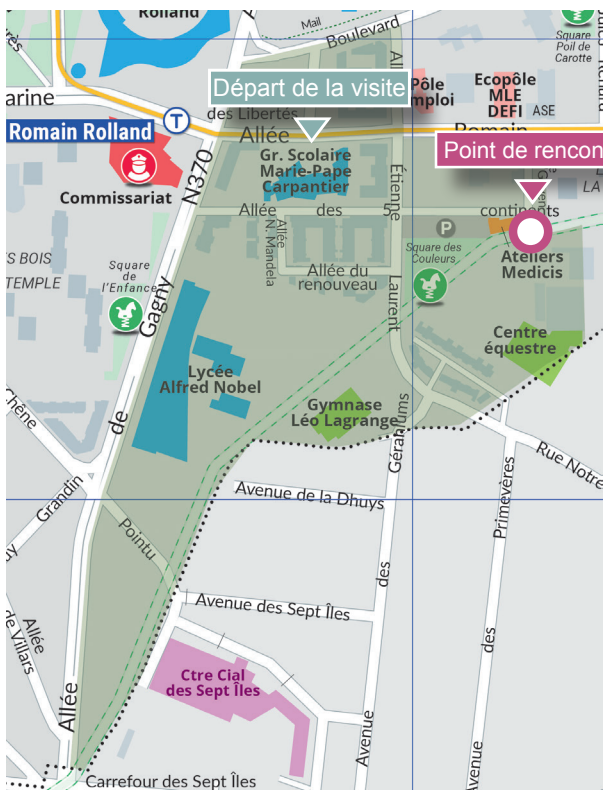 Rolland
Mail
Boulevard
Square
Poil de
Carotte
arine
Départ de la visite
Pôle
mploi
Ecopôle
MLE
DEFI
ASE
des Libertés
Romain Rolland
T
Allée
Romain
Point de rencon
Gr. Scolaire
Marie-Pape
Carpantier
Commissariat
N370
Étienne
LA
Allée des 5 continents
P
Allée
N. Mandela
Square des
Couleurs
Ateliers
Medicis
S BOIS
TEMPLE
Square
de
l'Enfance
Allée du
renouveau
Gagny
Laurent
Centre
équestre
Lycée
Alfred Nobel
Gymnase
Léo Lagrange
de
Chêne
Géraniums
Rue Notre
Grandin
Avenue de la Dhuys
Primevères
Pointu
uy
des
Avenue des Sept Îles
Allée
de Villars
des
Ctre Cial
des Sept Îles
Allée
Avenue
Avenue
Carrefour des Sept Îles